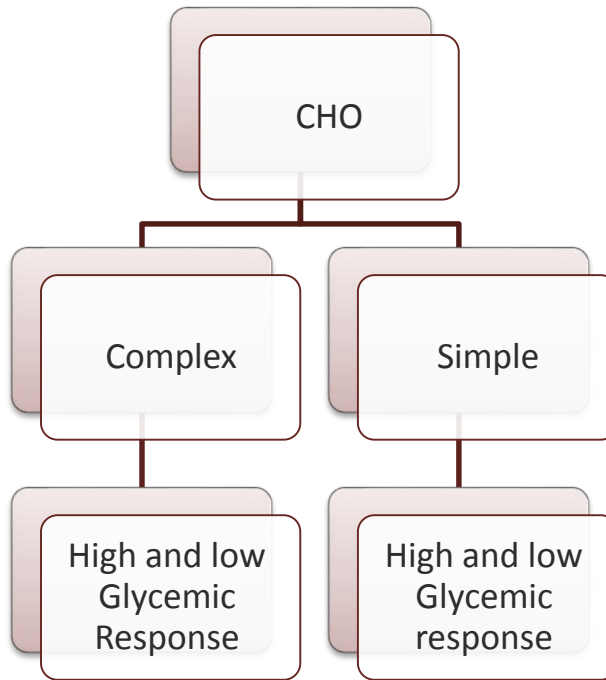 CHO
Complex
Simple
High and low
Glycemic
Response
High and low
Glycemic
response